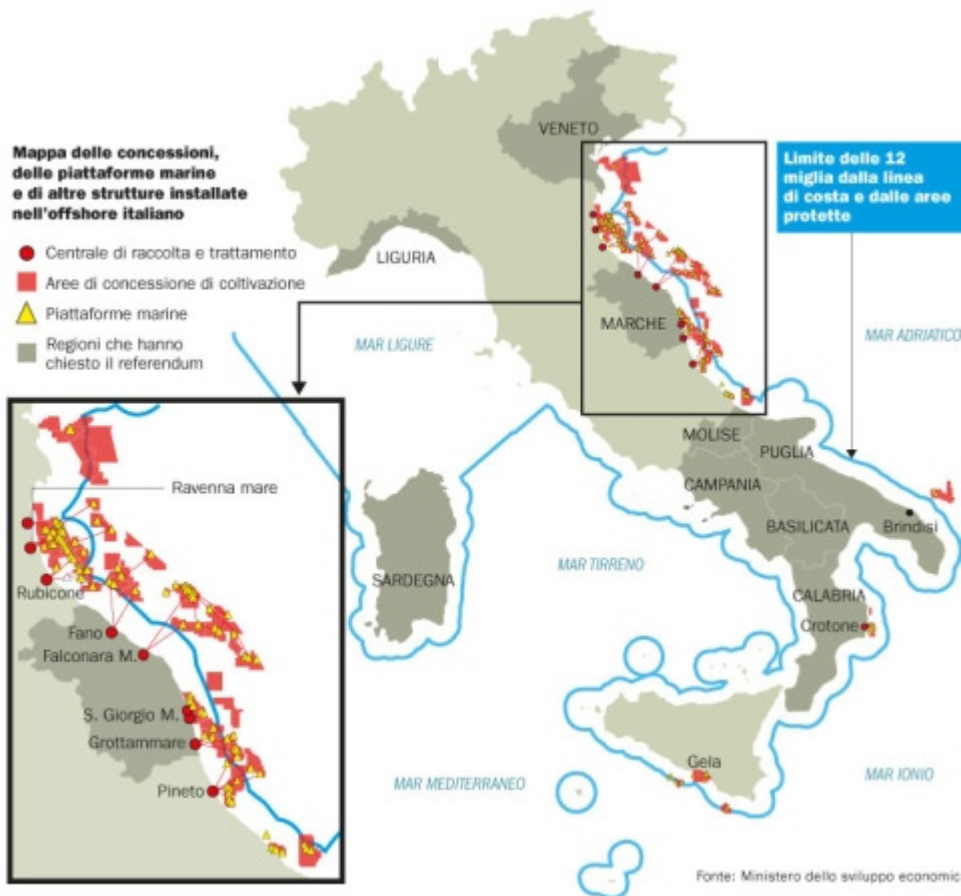 Mappa delle concessioni,
delle piattaforme marine
e di altre strutture installate
nell'offshore italiano
Centrale di raccolta e trattamento
Aree di concessione di coltivazione
Piattaforme marine
Regioni che hanno
chiesto il referendum
VENETO
LIGURIA
MARCHE
Limite delle 12
miglia dalla linea
di costa e dalle aree
protette
MAR LIGURE
MAR ADRIATICO
MOLISE
PUGLIA
CAMPANIA
BASILICATA
Brindisi
SARDEGNA
MAR TIRRENO
CALABRIA
Crotone
Gela
MAR MEDITERRANEO
MAR IONIO
Ravenna mare
Rubicone
Fano
Falconara M.
S. Giorgio M.
Grottammare
Pineto
Fonte: Ministero dello sviluppo economic